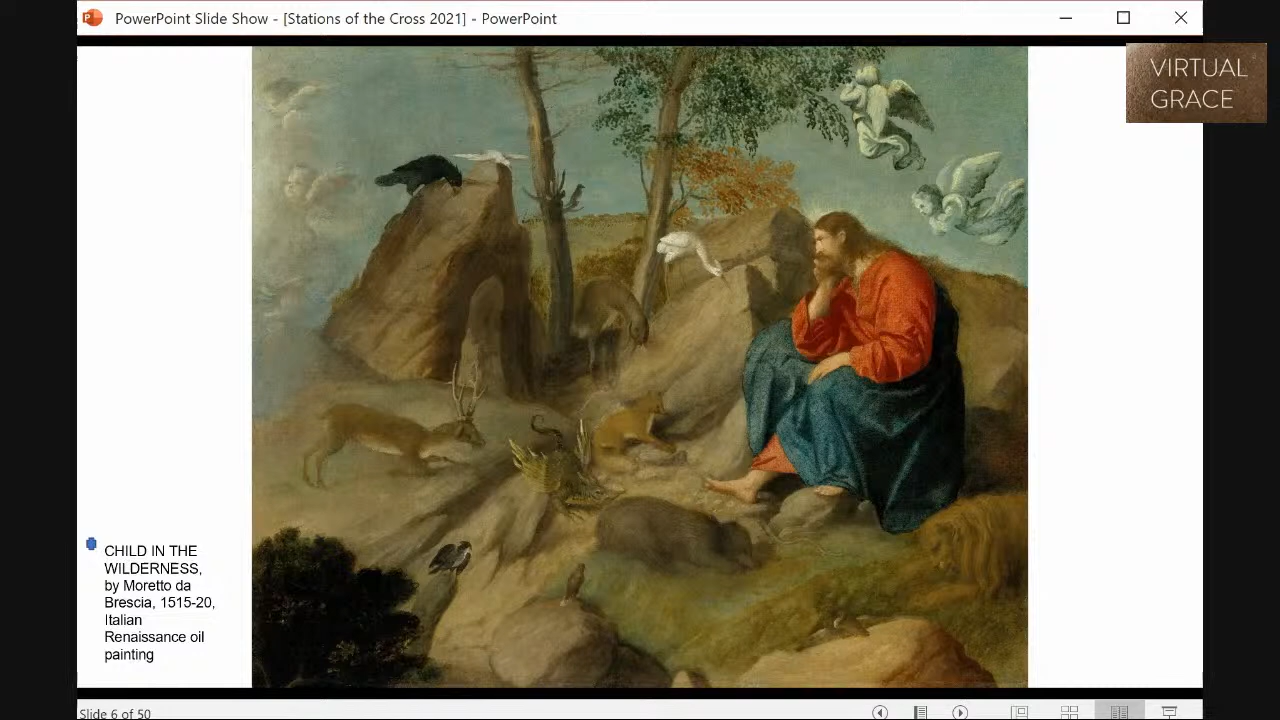 PowerPoint Slide Show - [Stations of the Cross 2021] - PowerPoint
VIRTUAL
GRACE
CHILD IN THE
WILDERNESS,
by Moretto da
Brescia, 1515-20,
Italian
Renaissance oil
painting
Slide 6 of 50